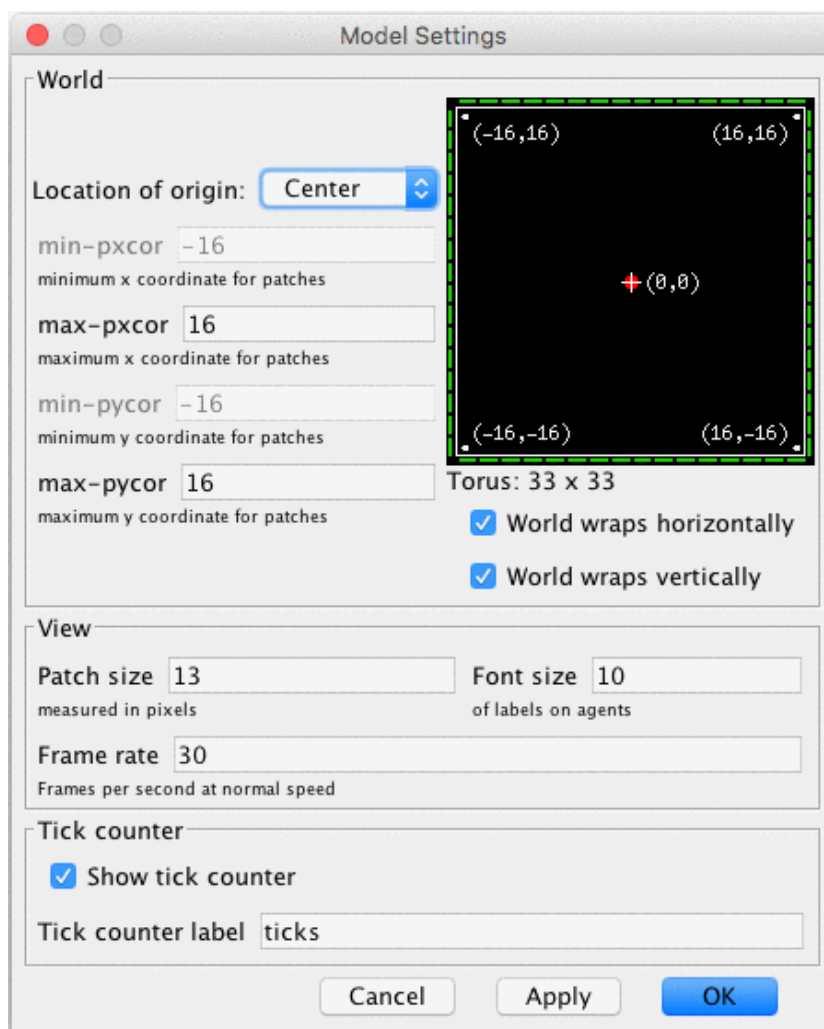 Model Settings
World
(-16,16) (16,16)
Location of origin: Center
min-pxcor -16
minimum x coordinate for patches
(0,0)
max-pxcor 16
maximum x coordinate for patches
min-pycor -16
minimum y coordinate for patches
(-16,-16) (16,-16)
max-pycor 16
maximum y coordinate for patches
Torus: 33 x 33
World wraps horizontally
World wraps vertically
View
Patch size 13
measured in pixels
Font size 10
of labels on agents
Frame rate 30
Frames per second at normal speed
Tick counter
Show tick counter
Tick counter label ticks
Cancel Apply OK